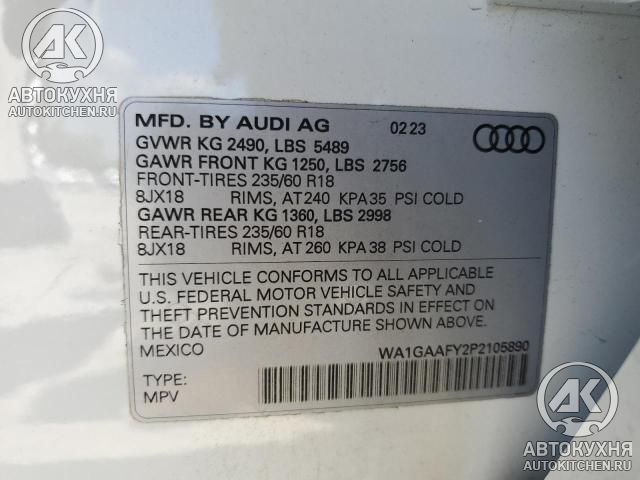 АК
АВТОКУХНЯ
AUTOKITCHEN.RU
MFD. BY AUDI AG 02 23
GVWR KG 2490, LBS 5489
GAWR FRONT KG 1250, LBS 2756
FRONT-TIRES 235/60 R18
8JX18 RIMS, AT 240 KPA 35 PSI COLD
GAWR REAR KG 1360, LBS 2998
REAR-TIRES 235/60 R18
8JX18 RIMS, AT 260 KPA 38 PSI COLD
THIS VEHICLE CONFORMS TO ALL APPLICABLE
U.S. FEDERAL MOTOR VEHICLE SAFETY AND
THEFT PREVENTION STANDARDS IN EFFECT ON
THE DATE OF MANUFACTURE SHOWN ABOVE.
MEXICO WA1GAAFY2P2105890
TYPE:
MPV
АК
АВТОКУХНЯ
AUTOKITCHEN.RU